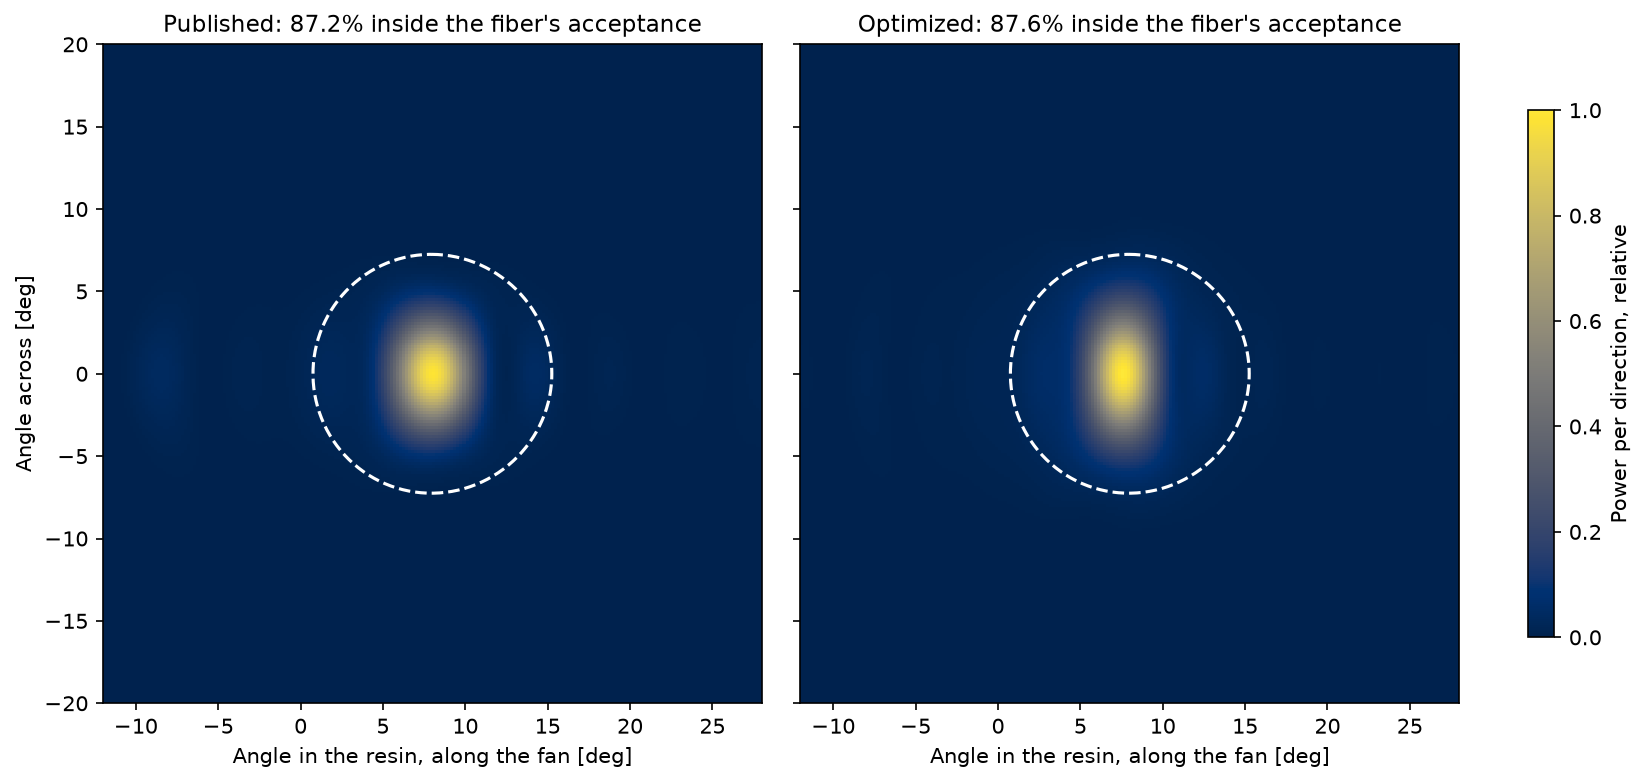 Published: 87.2% inside the fiber's acceptance
Optimized: 87.6% inside the fiber's acceptance
20
15
10
5
0
−5
−10
−15
−20
Angle across [deg]
−10 −5 0 5 10 15 20 25
Angle in the resin, along the fan [deg]
−10 −5 0 5 10 15 20 25
Angle in the resin, along the fan [deg]
1.0
0.8
0.6
0.4
0.2
0.0
Power per direction, relative